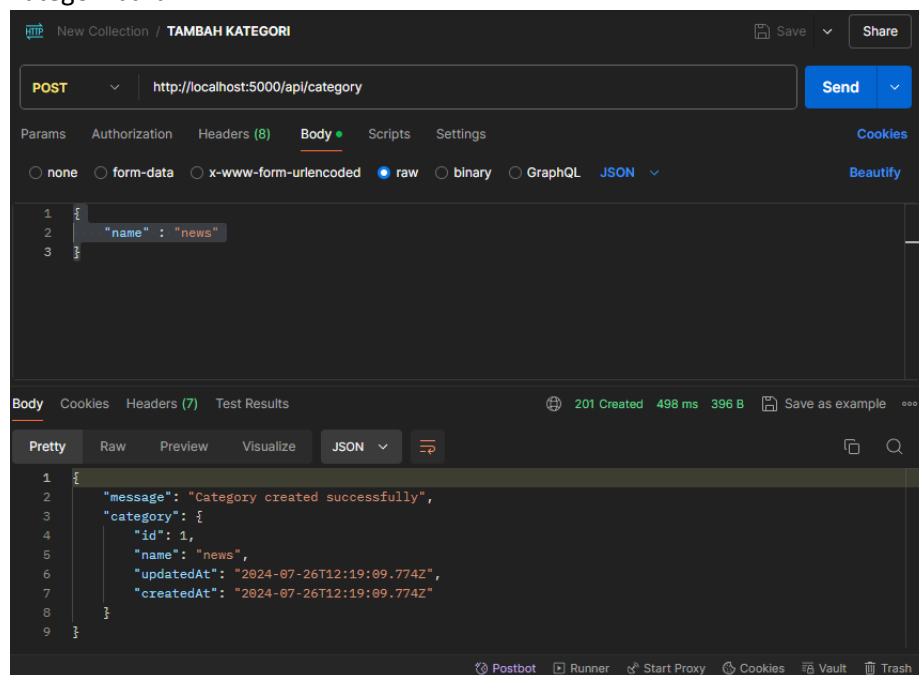 New Collection / TAMBAH KATEGORI Save Share
POST http://localhost:5000/api/category Send
Params Authorization Headers (8) Body Scripts Settings Cookies
none form-data x-www-form-urlencoded raw binary GraphQL JSON Beautify
1 {
2 "name" : "news"
3 }
Body Cookies Headers (7) Test Results 201 Created 498 ms 396 B Save as example
Pretty Raw Preview Visualize JSON
1 {
2 "message": "Category created successfully",
3 "category": {
4 "id": 1,
5 "name": "news",
6 "updatedAt": "2024-07-26T12:19:09.774Z",
7 "createdAt": "2024-07-26T12:19:09.774Z"
8 }
9 }
Postbot Runner Start Proxy Cookies Vault Trash